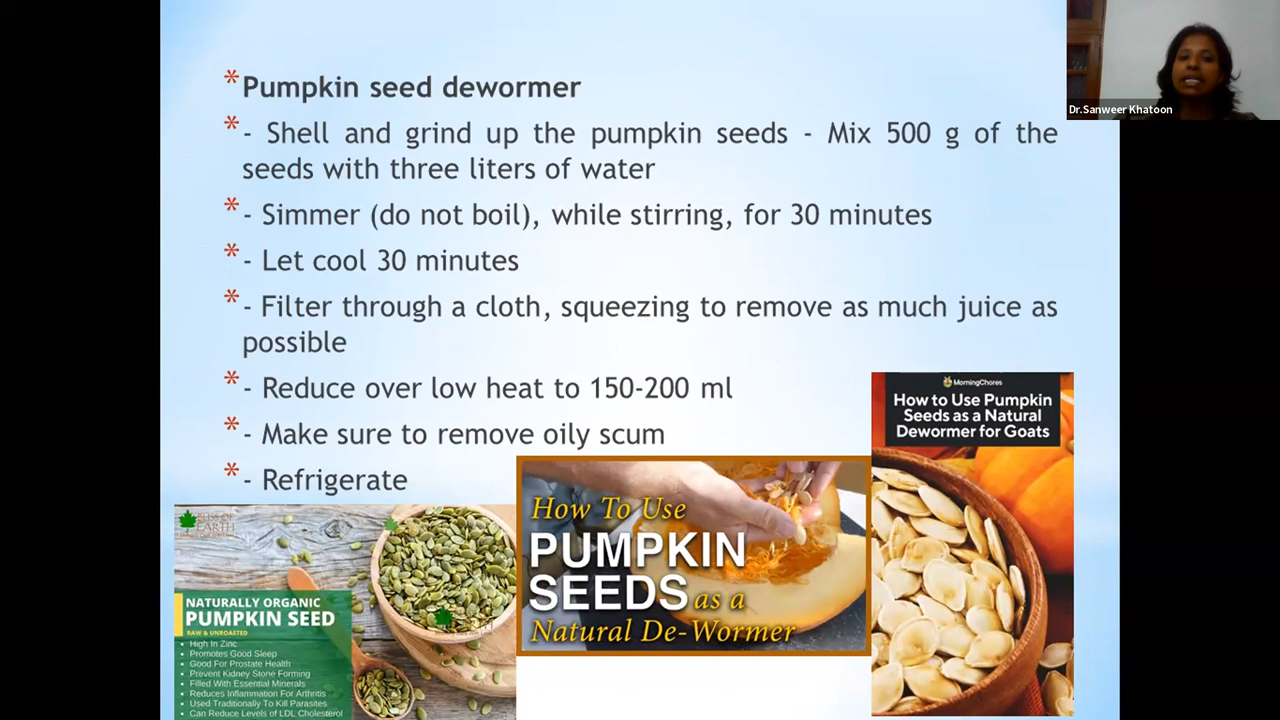 * Pumpkin seed dewormer
* - Shell and grind up the pumpkin seeds - Mix 500 g of the
seeds with three liters of water
* - Simmer (do not boil), while stirring, for 30 minutes
* - Let cool 30 minutes
* - Filter through a cloth, squeezing to remove as much juice as
possible
* - Reduce over low heat to 150-200 ml
* - Make sure to remove oily scum
* - Refrigerate
Dr.Sanweer Khatoon
EARTH
NATURALLY ORGANIC
PUMPKIN SEED
RAW & UNROASTED
• High In Zinc
• Promotes Good Sleep
• Good For Prostate Health
• Prevent Kidney Stone Forming
• Filled With Essential Minerals
• Reduces Inflammation For Arthritis
• Used Traditionally To Kill Parasites
• Can Reduce Levels of LDL Cholesterol
How To Use
PUMPKIN
SEEDS as a
Natural De-Wormer
MorningChores
How to Use Pumpkin
Seeds as a Natural
Dewormer for Goats